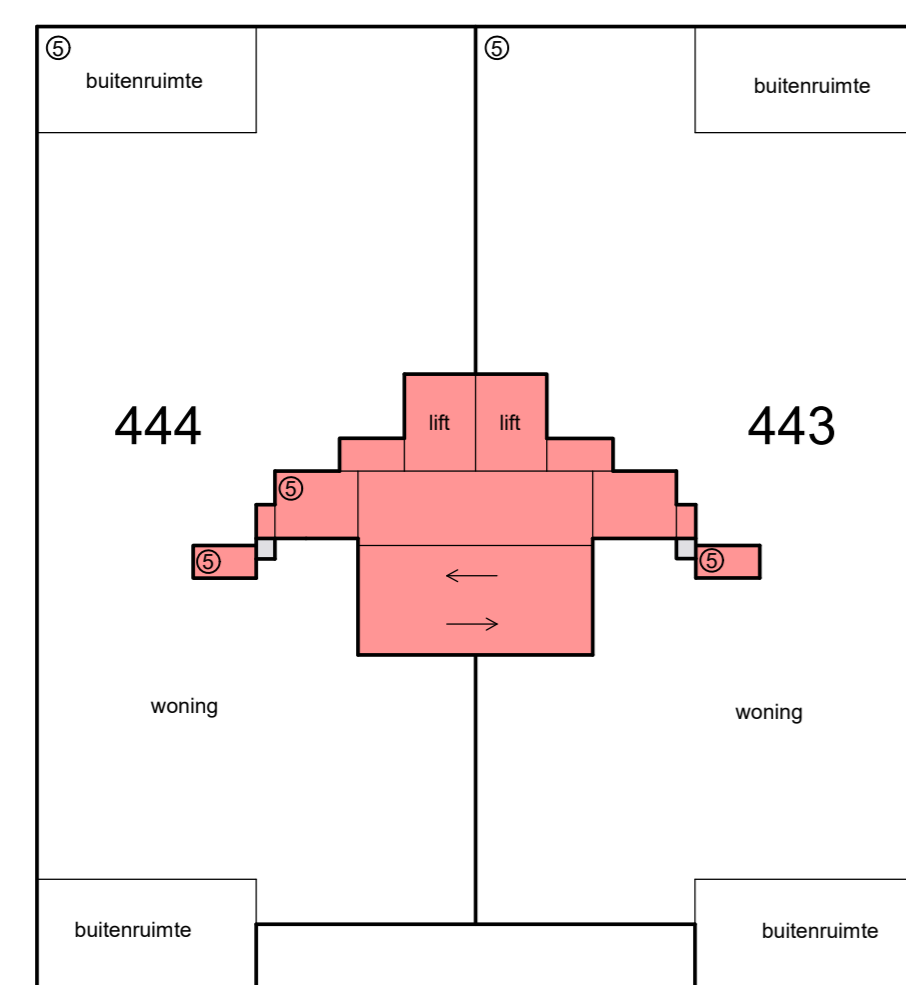 ⑤
⑤
buitenruimte
buitenruimte
444
lift
lift
443
⑤
⑤
⑤
woning
woning
buitenruimte
buitenruimte